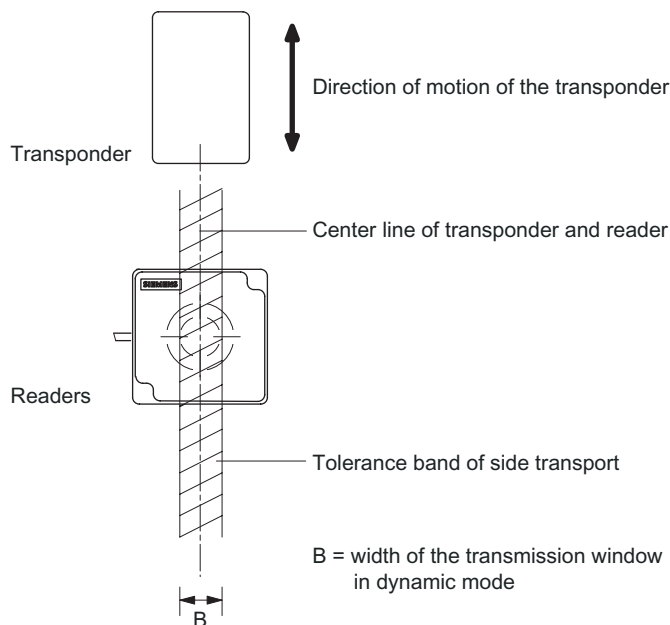 Direction of motion of the transponder
Transponder
Center line of transponder and reader
SIEMENS
Readers
Tolerance band of side transport
B = width of the transmission window
in dynamic mode
B